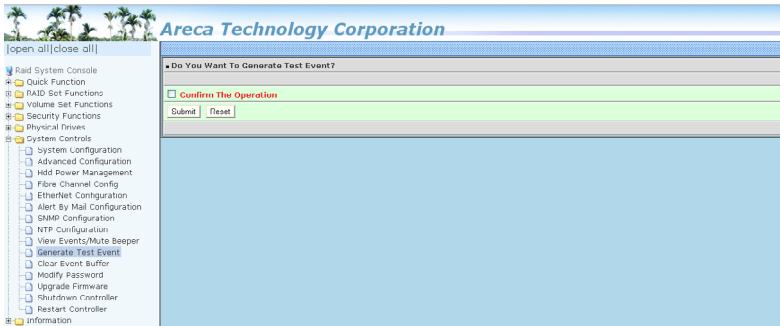 Areca Technology Corporation
|open all|close all|
Raid System Console
Quick Function
RAID Set Functions
Volume Set Functions
Security Functions
Physical Drives
System Controls
System Configuration
Advanced Configuration
Hdd Power Management
Fibre Channel Config
EtherNet Configuration
Alert By Mail Configuration
SNMP Configuration
NTP Configuration
View Events/Mute Beeper
Generate Test Event
Clear Event Buffer
Modify Password
Upgrade Firmware
Shutdown Controller
Restart Controller
Information
Do You Want To Generate Test Event?
Confirm The Operation
Submit Reset